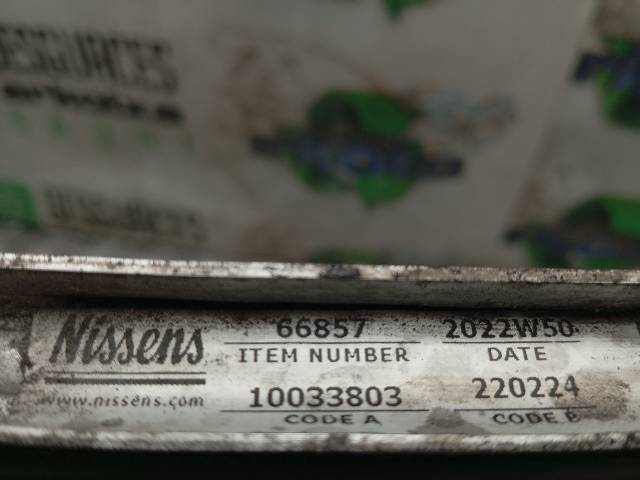 Nissens
www.nissens.com
66857
ITEM NUMBER
10033803
CODE A
2022W50
DATE
220224
CODE B